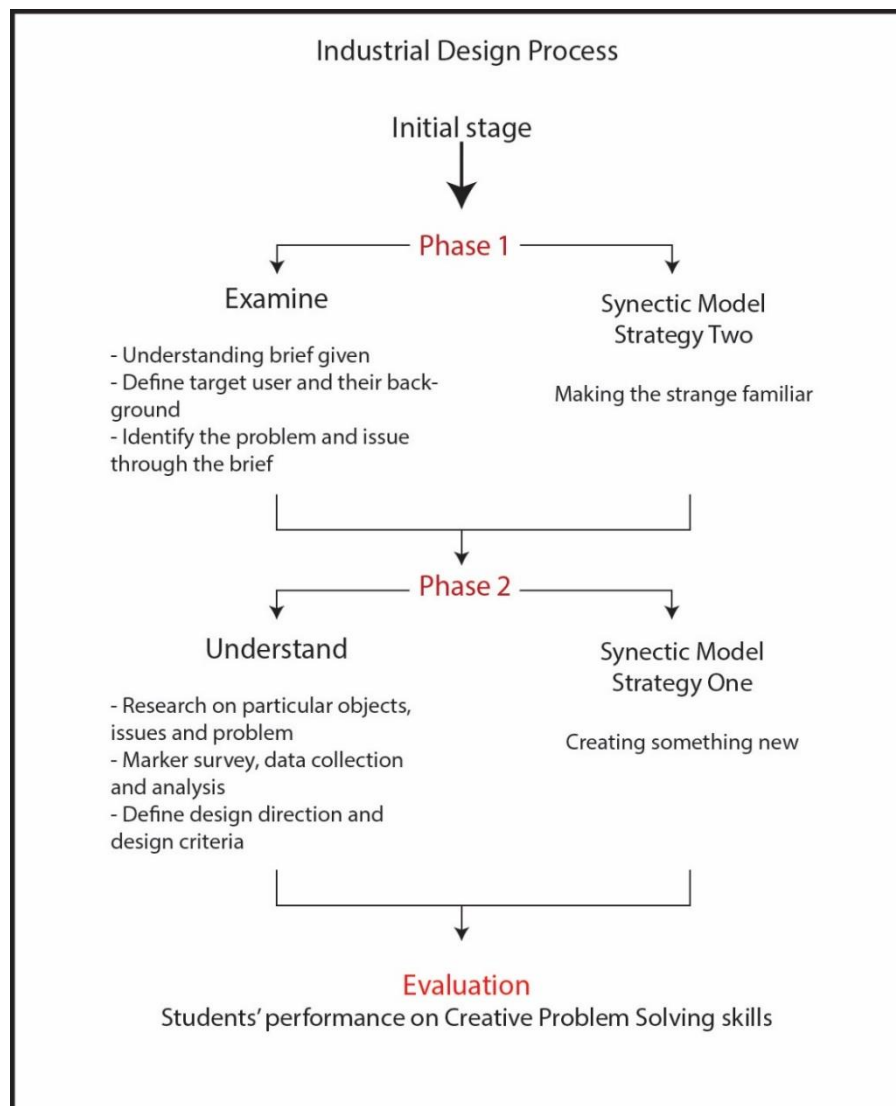 Industrial Design Process
Initial stage
Phase 1
Examine
- Understanding brief given
- Define target user and their back-
ground
- Identify the problem and issue
through the brief
Synectic Model
Strategy Two
Making the strange familiar
Phase 2
Understand
- Research on particular objects,
issues and problem
- Marker survey, data collection
and analysis
- Define design direction and
design criteria
Synectic Model
Strategy One
Creating something new
Evaluation
Students’ performance on Creative Problem Solving skills